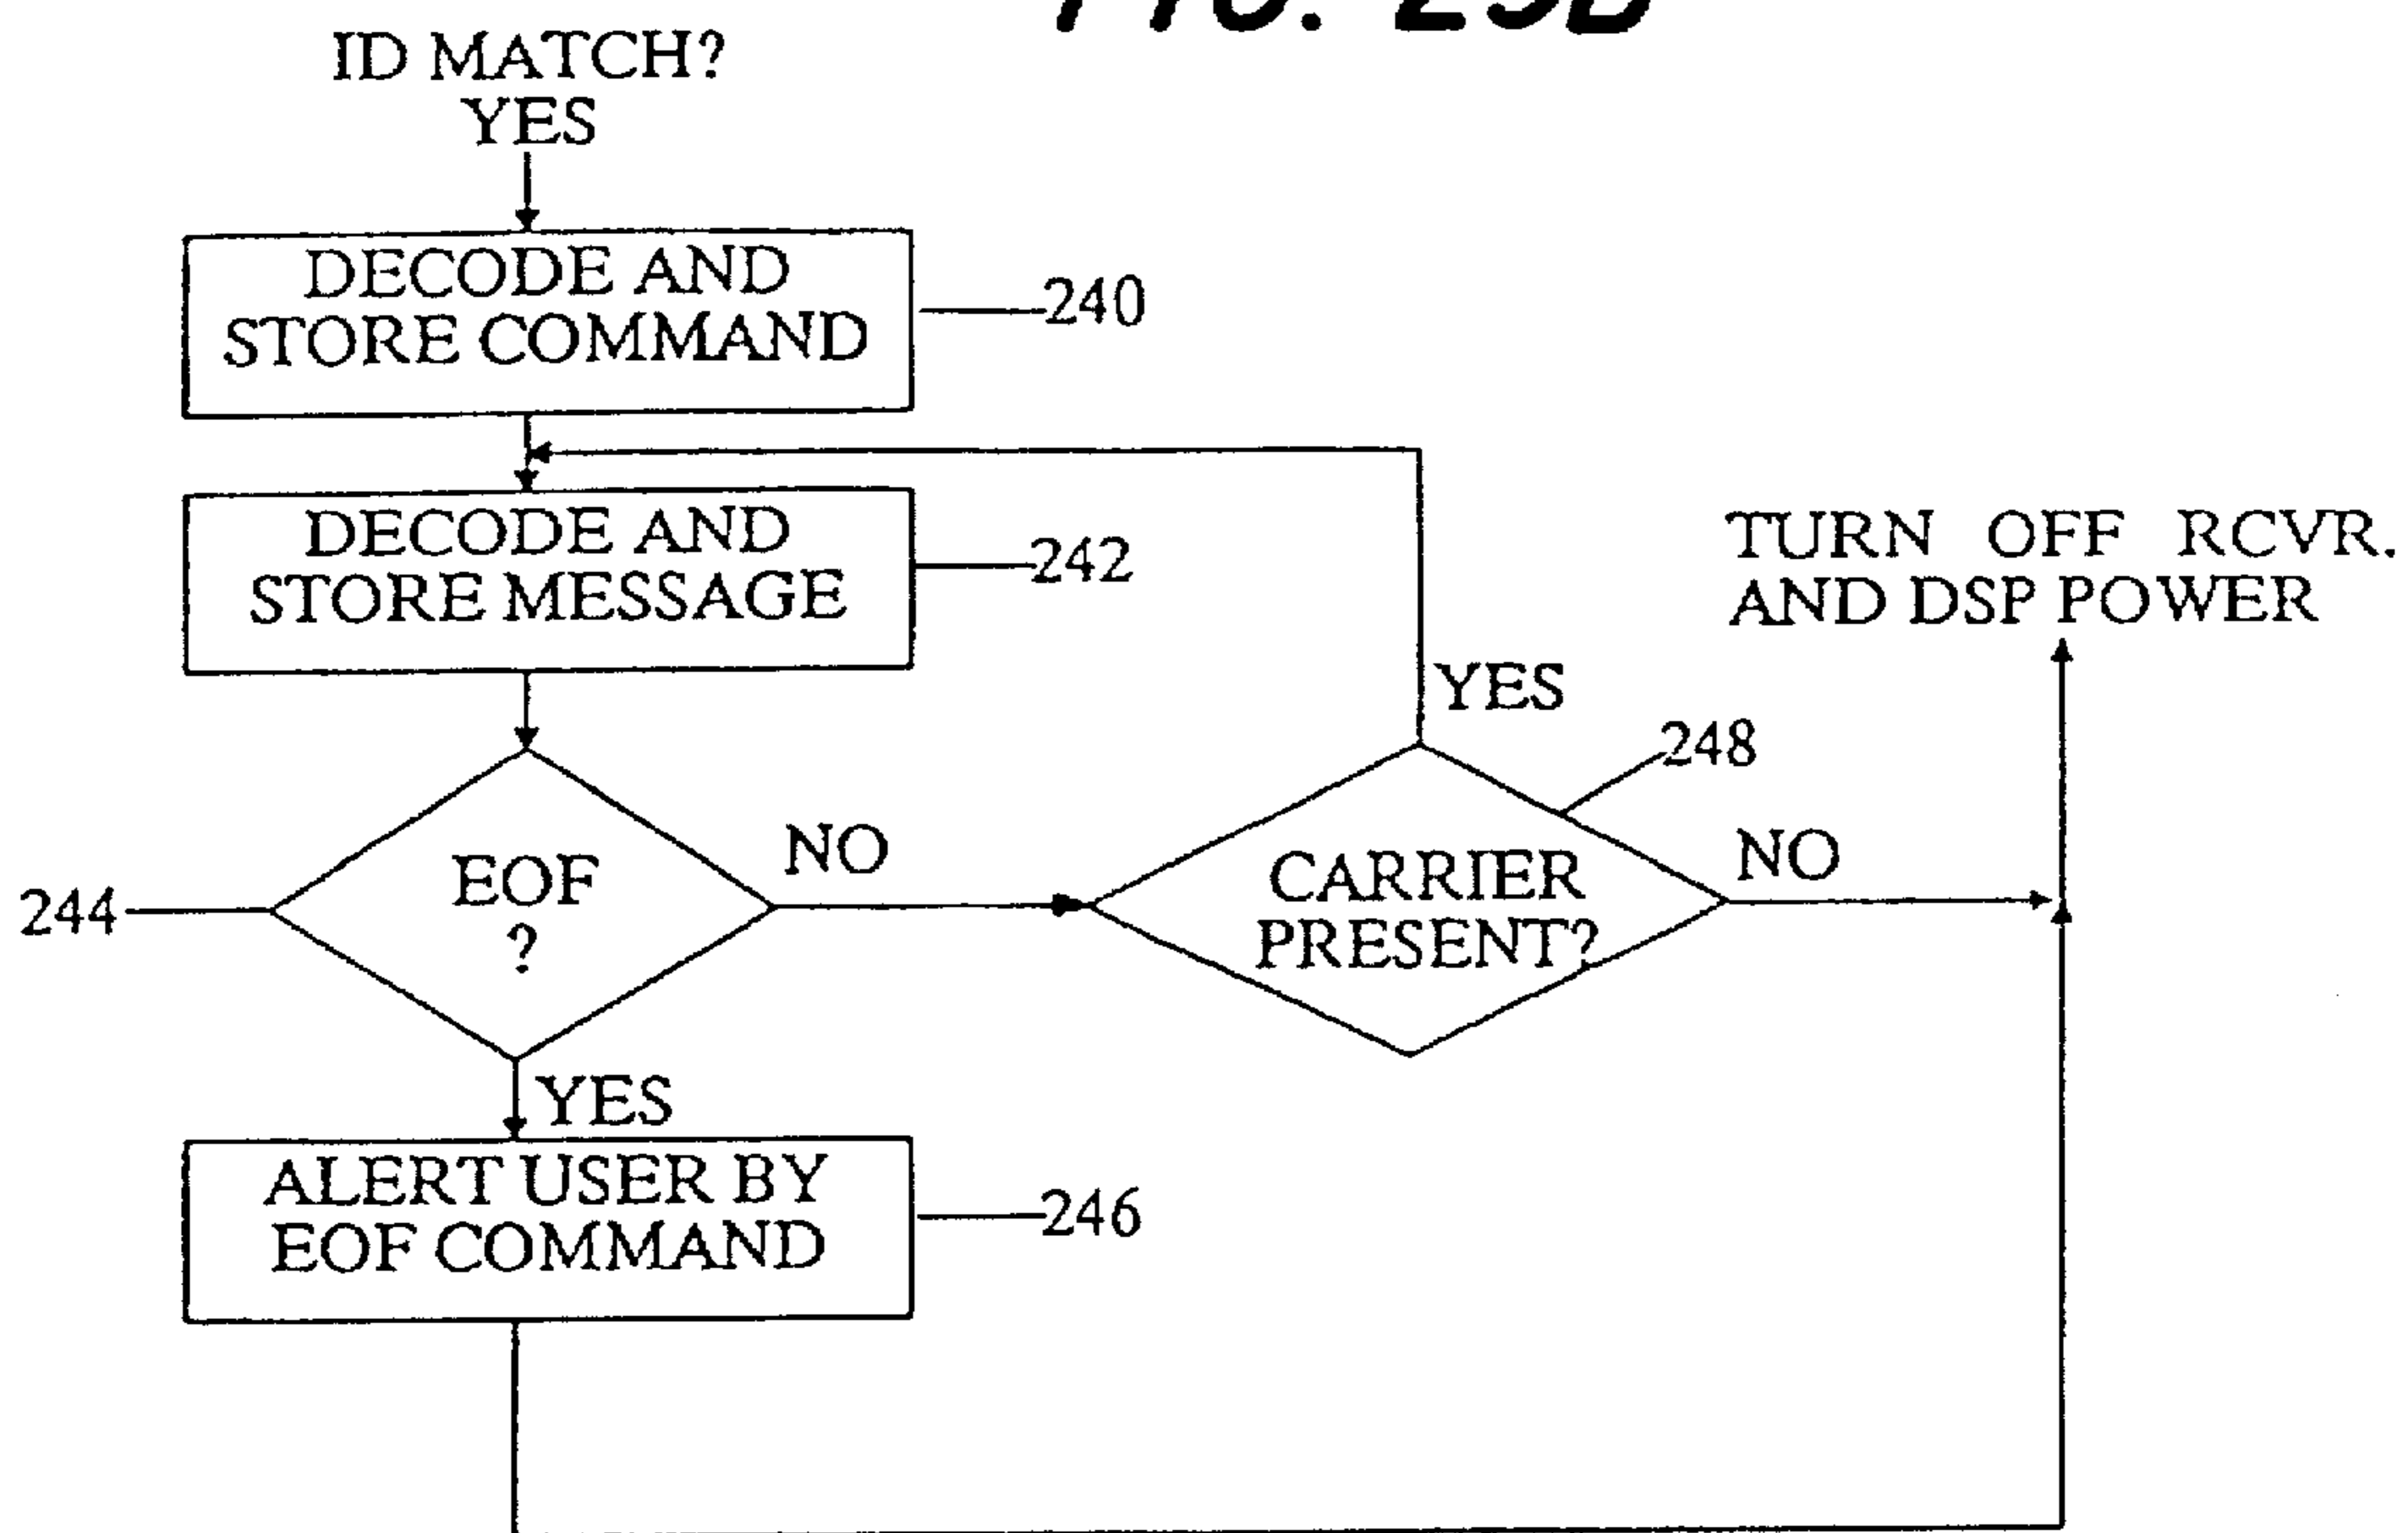 ID MATCH?
YES
DECODE AND
STORE COMMAND
240
DECODE AND
STORE MESSAGE
242
TURN OFF RCVR.
AND DSP POWER
YES
248
244
EOF
?
NO
CARRIER
PRESENT?
NO
YES
ALERT USER BY
EOF COMMAND
246